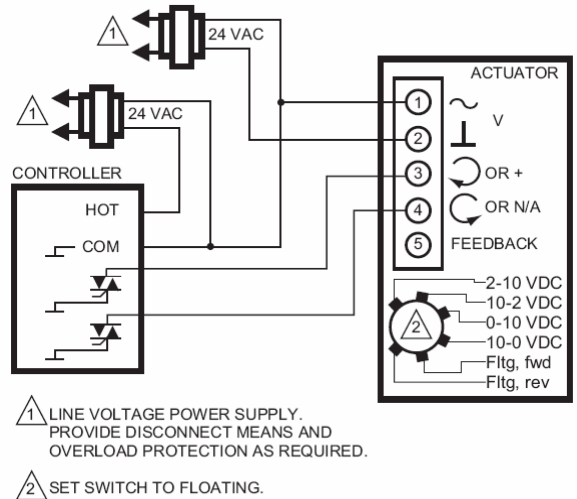 1
24 VAC
1
24 VAC
CONTROLLER
HOT
COM
ACTUATOR
1
V
2
3 OR +
4 OR N/A
5 FEEDBACK
2
2-10 VDC
10-2 VDC
0-10 VDC
10-0 VDC
Fltg, fwd
Fltg, rev
1 LINE VOLTAGE POWER SUPPLY.
PROVIDE DISCONNECT MEANS AND
OVERLOAD PROTECTION AS REQUIRED.
2 SET SWITCH TO FLOATING.